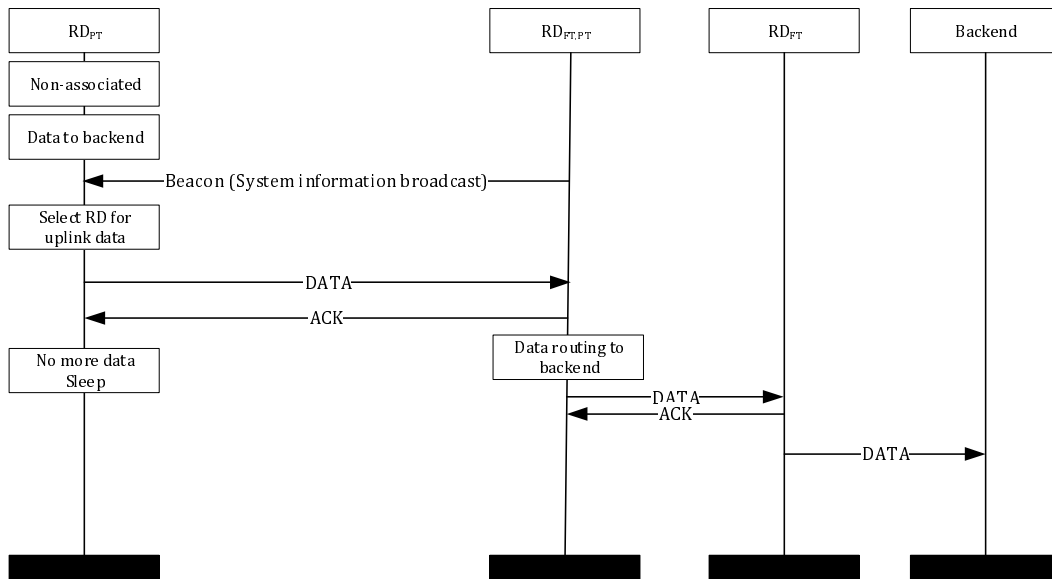 RDPT
RDFT,PT
RDFT
Backend
Non-associated
Data to backend
Beacon (System information broadcast)
Select RD for
uplink data
DATA
ACK
Data routing to
backend
No more data
Sleep
DATA
ACK
DATA